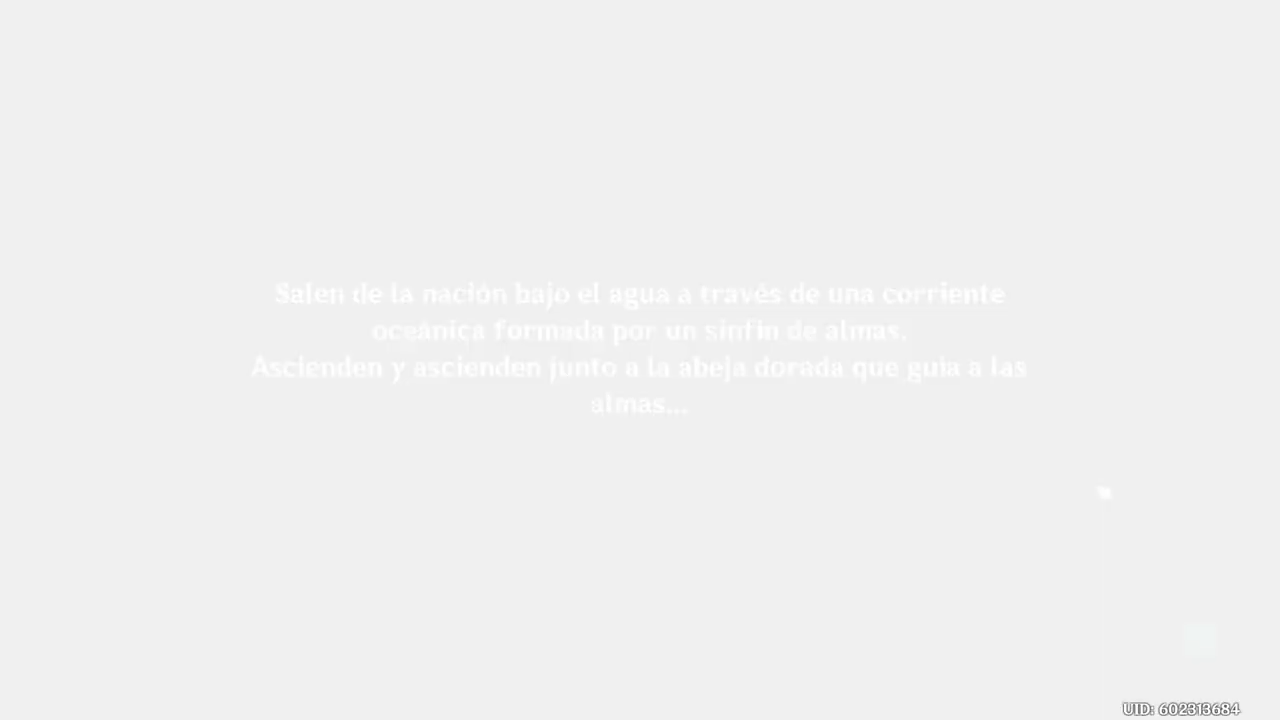 Salen de la nación bajo el agua a través de una corriente
oceánica formada por un sinfín de almas.
Ascienden y ascienden junto a la abeja dorada que guía a las
almas...
UID: 602313684